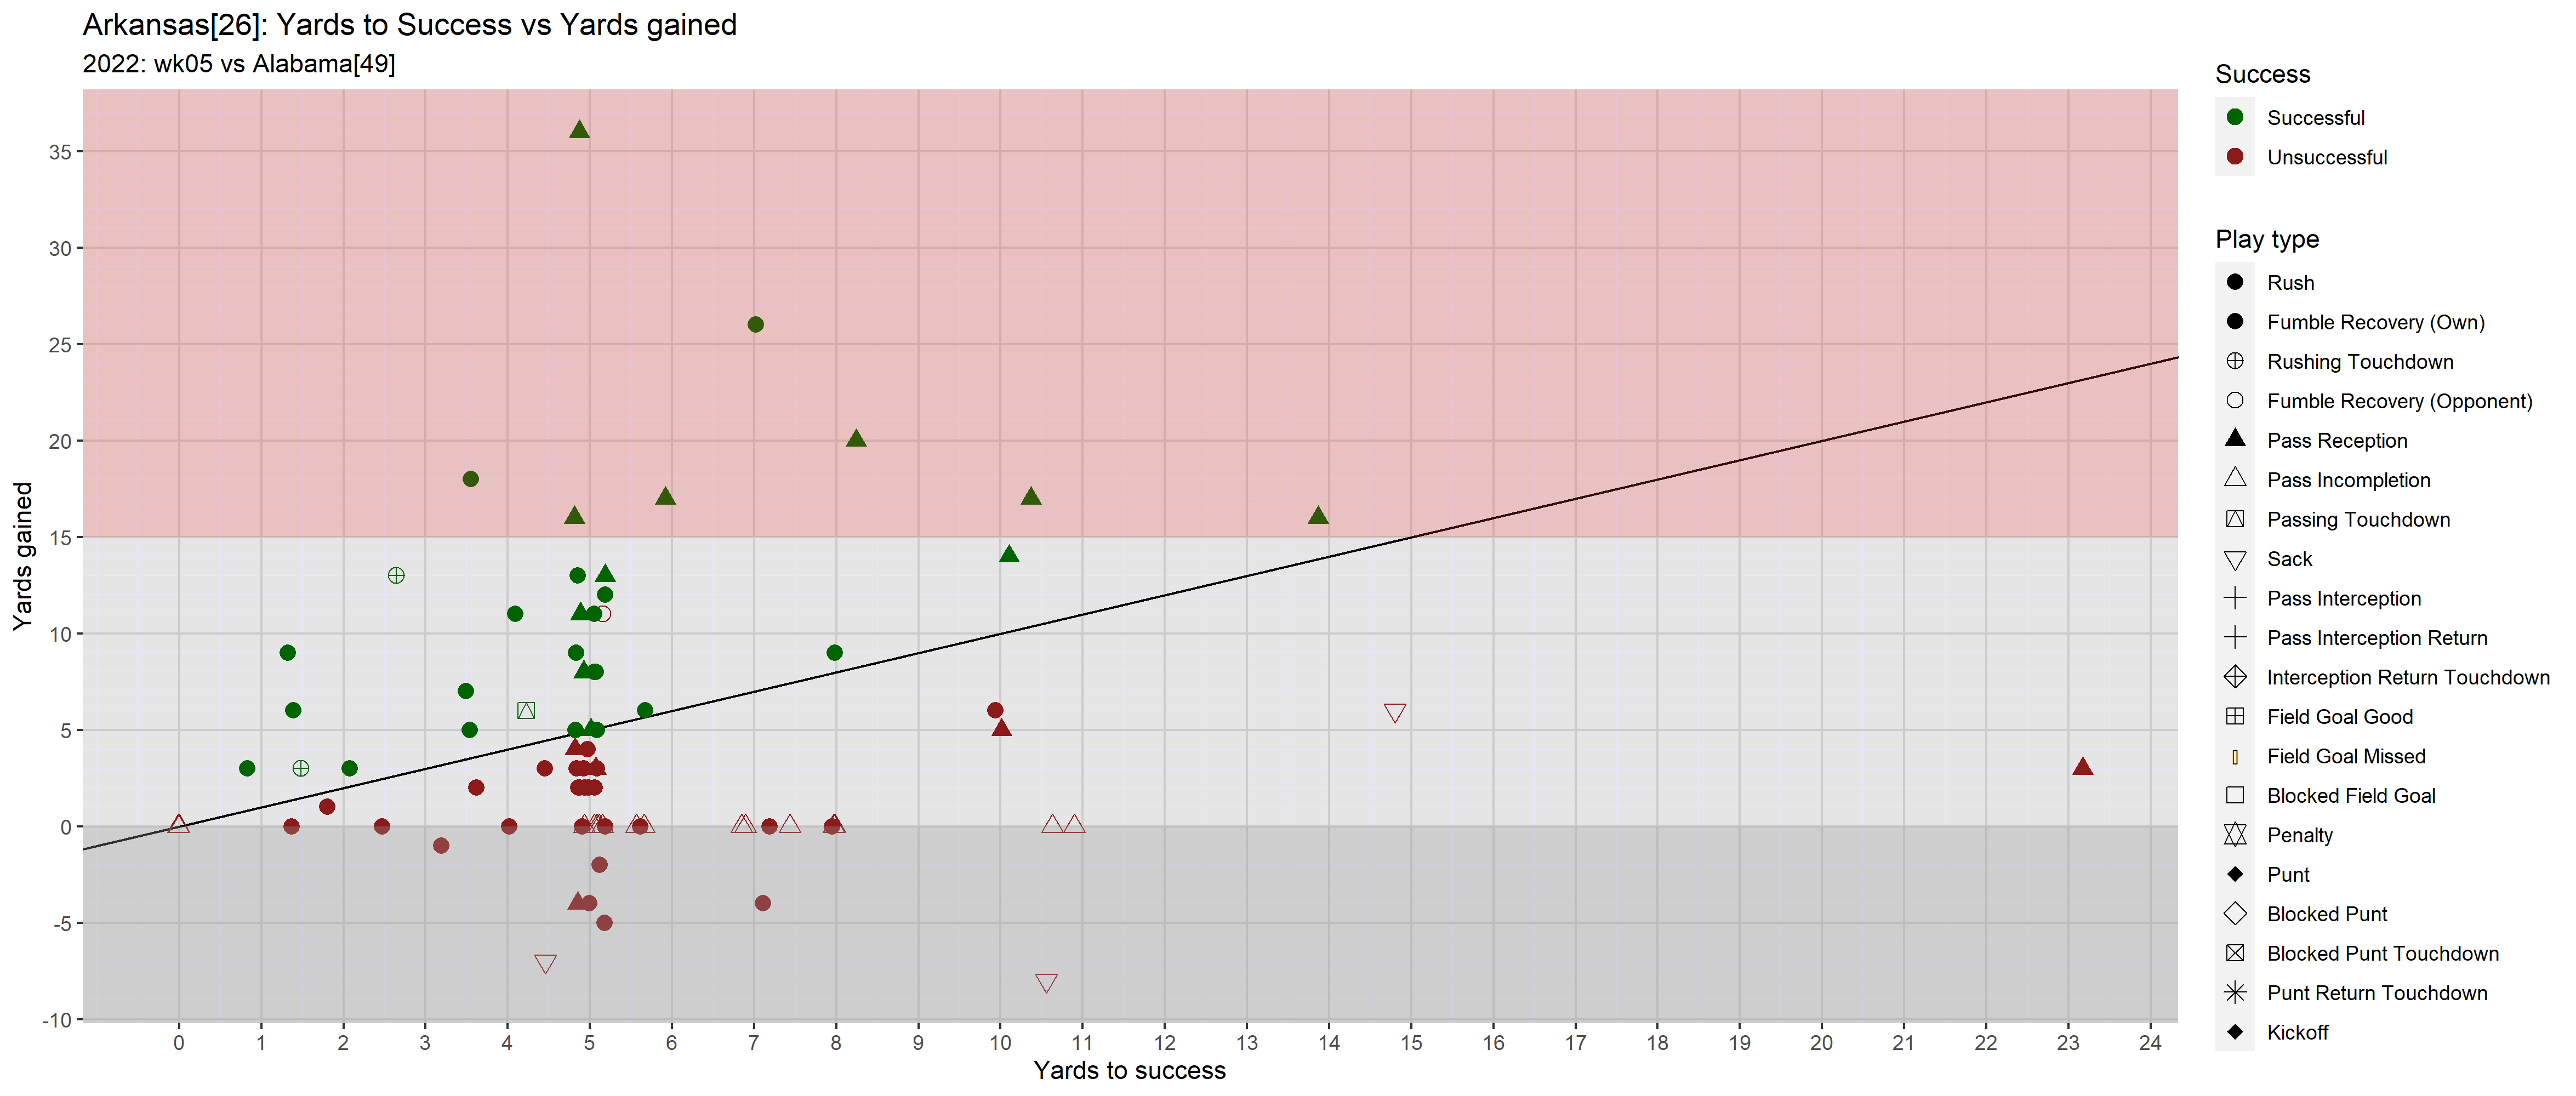 Arkansas[26]: Yards to Success vs Yards gained
2022: wk05 vs Alabama[49]
Yards gained
35
30
25
20
15
10
5
0
-5
-10
0 1 2 3 4 5 6 7 8 9 10 11 12 13 14 15 16 17 18 19 20 21 22 23 24
Yards to success
Success
Successful
Unsuccessful
Play type
Rush
Fumble Recovery (Own)
Rushing Touchdown
Fumble Recovery (Opponent)
Pass Reception
Pass Incompletion
Passing Touchdown
Sack
Pass Interception
Pass Interception Return
Interception Return Touchdown
Field Goal Good
Field Goal Missed
Blocked Field Goal
Penalty
Punt
Blocked Punt
Blocked Punt Touchdown
Punt Return Touchdown
Kickoff